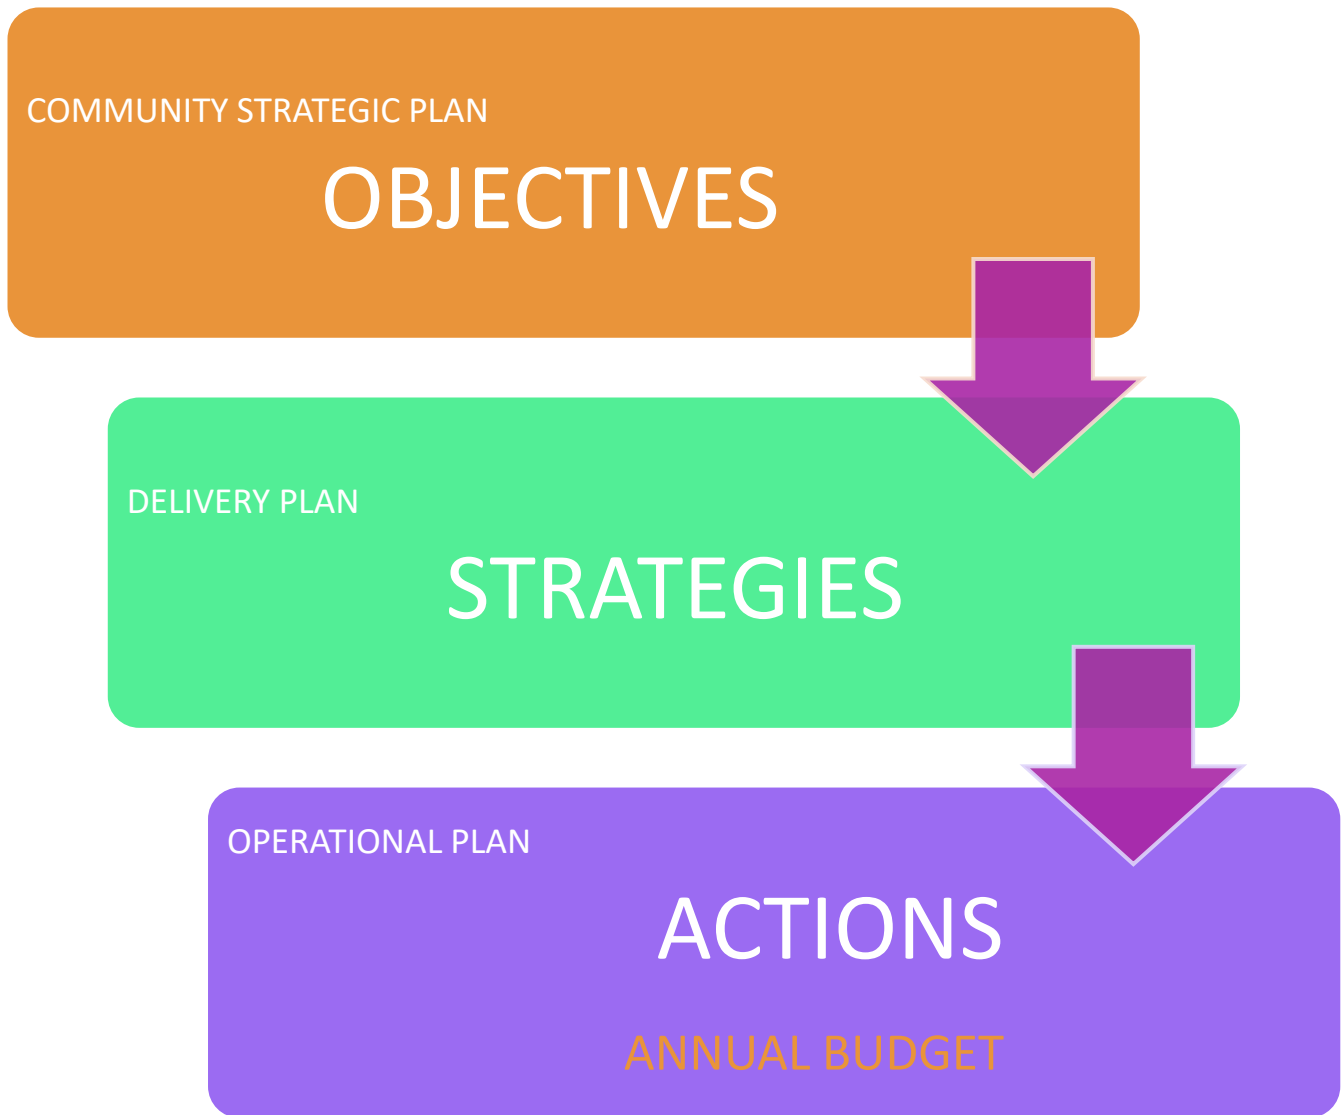 COMMUNITY STRATEGIC PLAN
OBJECTIVES
DELIVERY PLAN
STRATEGIES
OPERATIONAL PLAN
ACTIONS
ANNUAL BUDGET